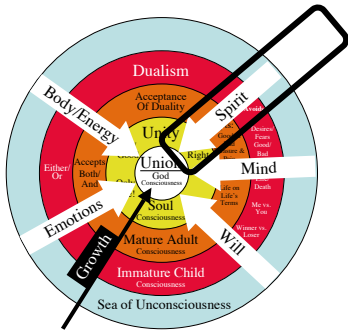 Dualism
Acceptance
Of Duality
Unity
Body/Energy
Spirit
Avoid
Desires/
Fears
Good/
Bad
Either/
Or
Accepts
Both/
And
Union
God
Consciousness
Right
Mind
Death
Life on
Life's
Terms
Me vs.
You
Winner vs.
Loser
Emotions
Will
Soul
Consciousness
Growth
Mature Adult
Consciousness
Immature Child
Consciousness
Sea of Unconsciousness